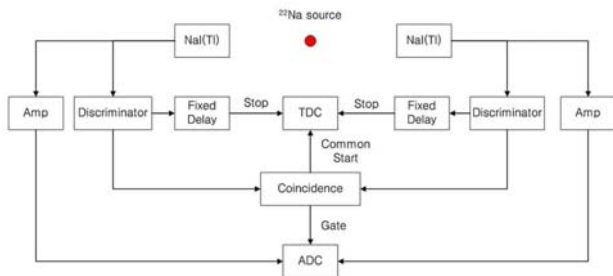 ²²Na source
NaI(Tl)
NaI(Tl)
Amp
Discriminator
Fixed
Delay
Stop
TDC
Stop
Fixed
Delay
Discriminator
Amp
Common
Start
Coincidence
Gate
ADC